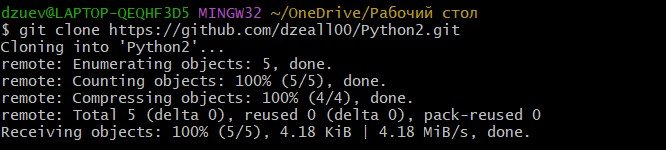 dzuev@LAPTOP-QEQHF3D5 MINGW32 ~/OneDrive/Рабочий стол
$ git clone https://github.com/dzeall00/Python2.git
Cloning into 'Python2'...
remote: Enumerating objects: 5, done.
remote: Counting objects: 100% (5/5), done.
remote: Compressing objects: 100% (4/4), done.
remote: Total 5 (delta 0), reused 0 (delta 0), pack-reused 0
Receiving objects: 100% (5/5), 4.18 KiB | 4.18 MiB/s, done.